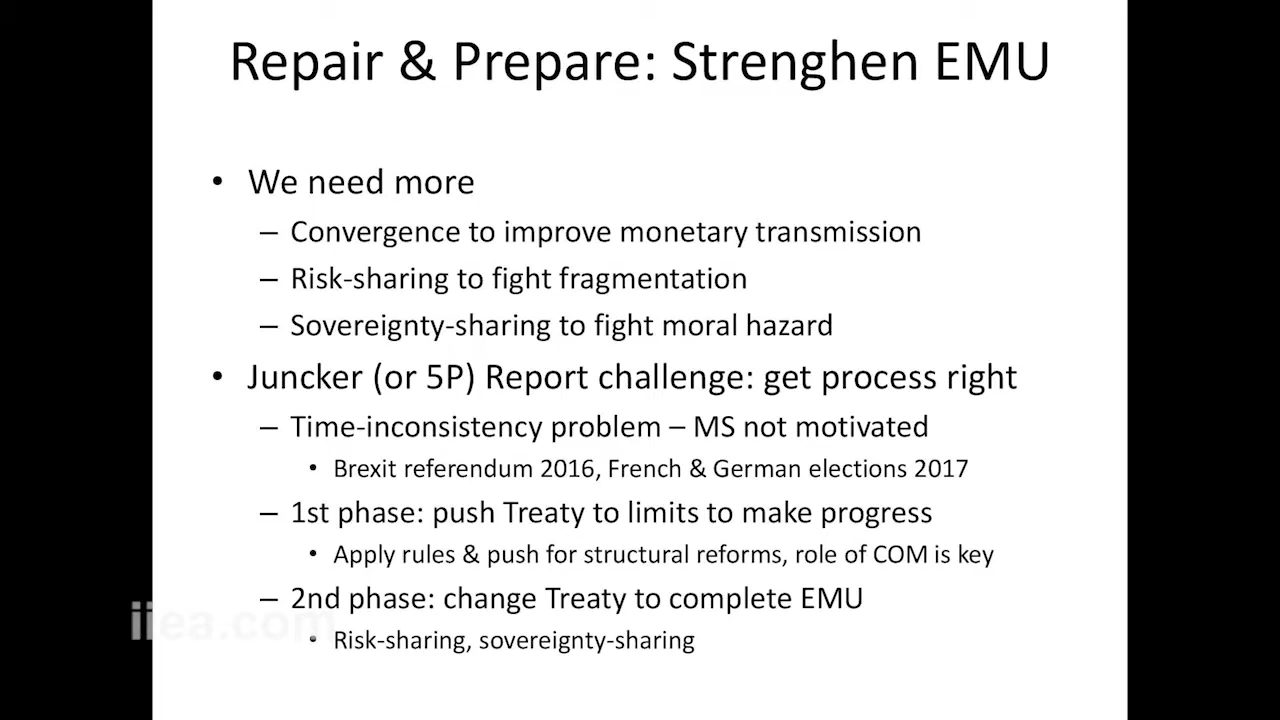 Repair & Prepare: Strenghen EMU
• We need more
– Convergence to improve monetary transmission
– Risk-sharing to fight fragmentation
– Sovereignty-sharing to fight moral hazard
• Juncker (or 5P) Report challenge: get process right
– Time-inconsistency problem – MS not motivated
• Brexit referendum 2016, French & German elections 2017
– 1st phase: push Treaty to limits to make progress
• Apply rules & push for structural reforms, role of COM is key
– 2nd phase: change Treaty to complete EMU
iiea.com
• Risk-sharing, sovereignty-sharing